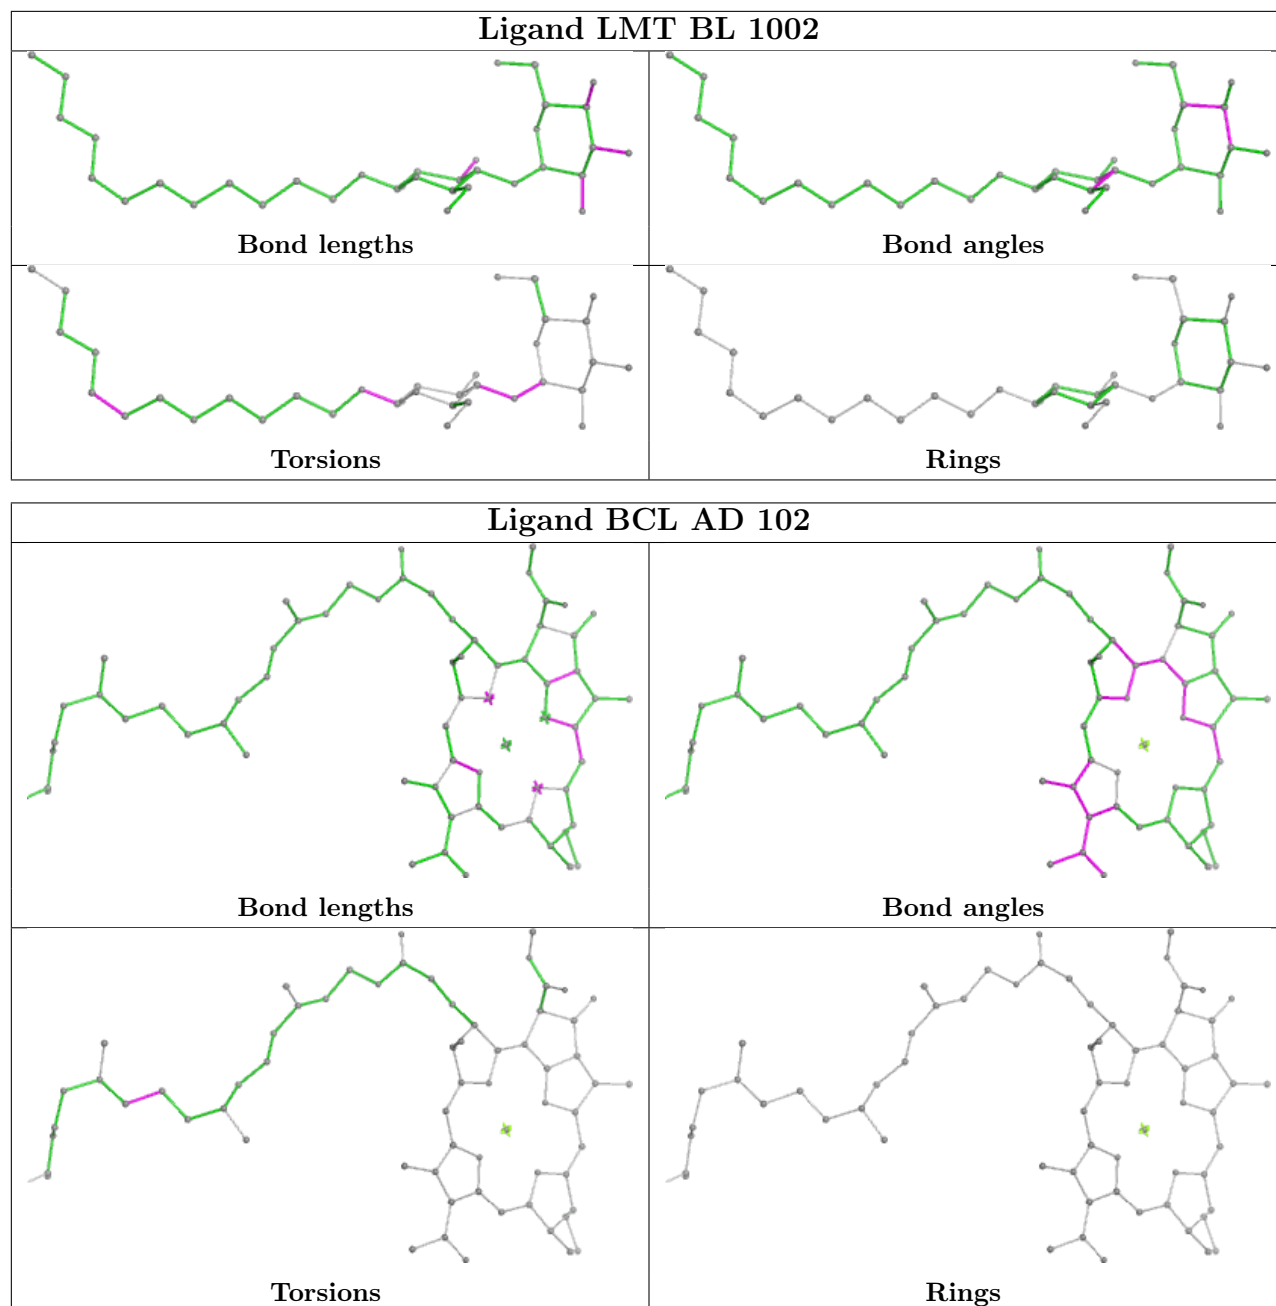 Ligand LMT BL 1002
Bond lengths
Bond angles
Torsions
Rings
Ligand BCL AD 102
Bond lengths
Bond angles
Torsions
Rings